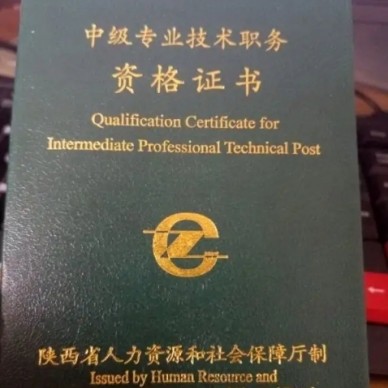 中级专业技术职务
资格证书
Qualification Certificate for
Intermediate Professional Technical Post
陕西省人力资源和社会保障厅制
Issued by Human Resource and